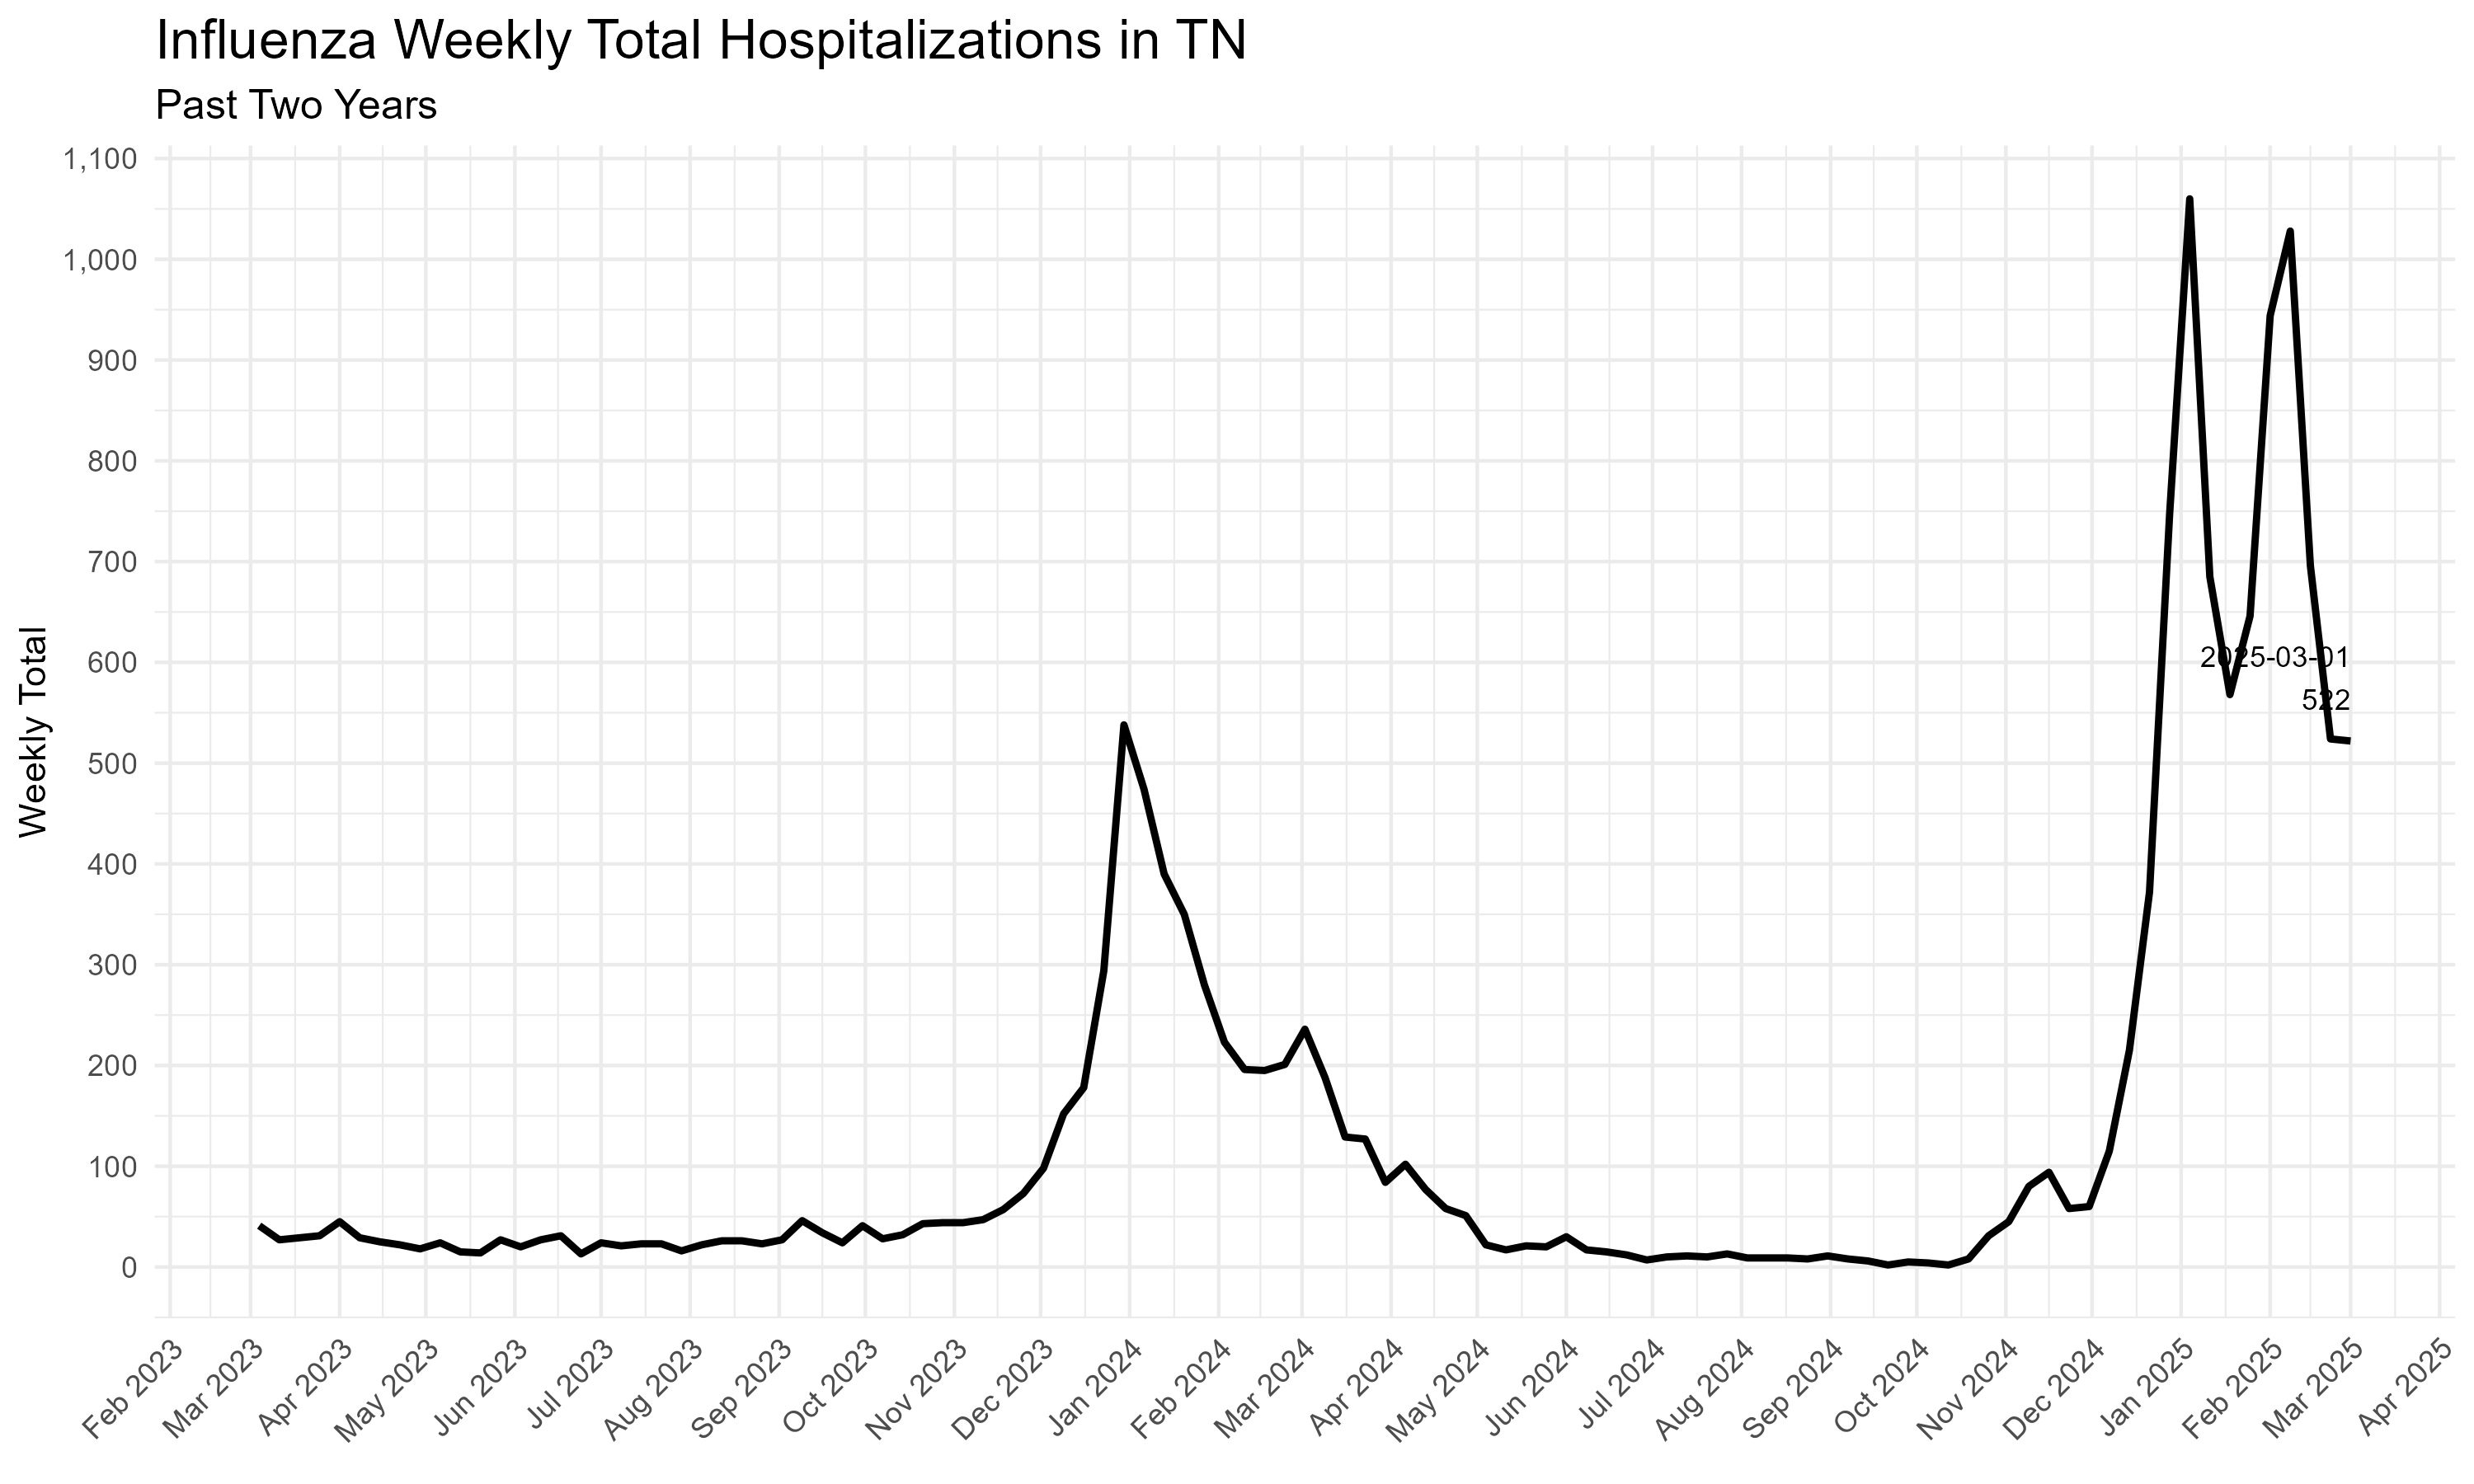 Influenza Weekly Total Hospitalizations in TN
Past Two Years
1,100
1,000
900
800
700
600
500
400
300
200
100
0
Weekly Total
2025-03-01
522
Feb 2023
Mar 2023
Apr 2023
May 2023
Jun 2023
Jul 2023
Aug 2023
Sep 2023
Oct 2023
Nov 2023
Dec 2023
Jan 2024
Feb 2024
Mar 2024
Apr 2024
May 2024
Jun 2024
Jul 2024
Aug 2024
Sep 2024
Oct 2024
Nov 2024
Dec 2024
Jan 2025
Feb 2025
Mar 2025
Apr 2025